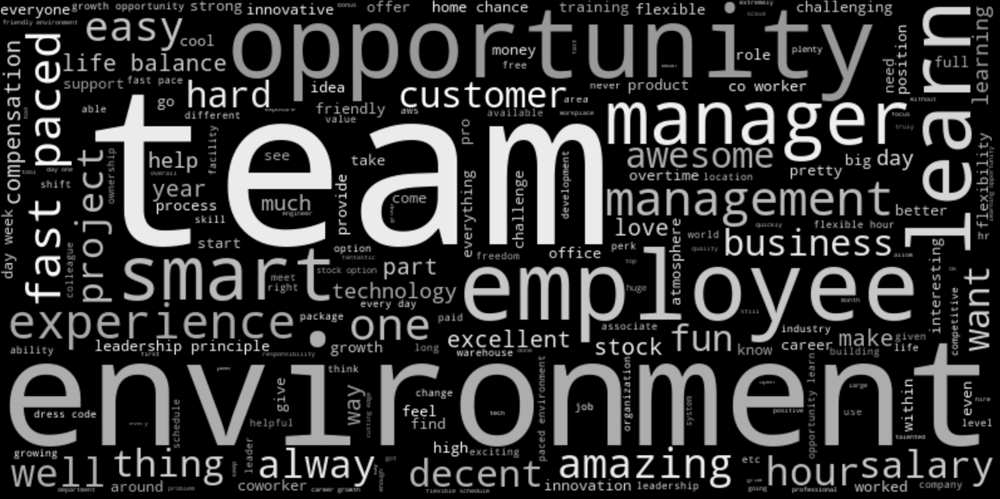 everyone
growth opportunity
strong
innovative
bonus
offer
home
chance
training
flexible
extremely
scale
challenging
learning
friendly environment
easy
cool
opportunity
money
free
fast
role
plenty
position
need
full
learn
compensation
fast paced
life balance
support
fast pace
hard
idea
customer
never
product
co worker
area
without
able
go
different
exposure
friendly
value
aws
available
workplace
manager
focus
truly
team
facility
pro
project
ownership
help
overall
see
take
awesome
big
day
pretty
flexibility
learning opportunity
tool
day one
shift
year
process
much
engineer
provide
come
group
everything
challenge
development
overtime
location
management
better
day week
skill
start
love
atmosphere
world
quickly
flexible hour
hr
quality
business
allow
colleague
smart
option
fantastic
freedom
office
perk
top
stock option
part
meet
right
technology
every day
employee
huge
still
month
interesting
ok
want
competitive
experience
package
one
paid
associate
industry
excellent
stock
fun
know
career
make
given
life
building
ability
leadership principle
first
responsibility
growth
long
warehouse
done
environment
think
give
way
cutting edge
change
feel
find
tech
paced environment
job
organization
system
positive
opportunity learn
large
use
within
even
hire
level
talented
dress code
schedule
helpful
growing
leader
high
exciting
well
thing
keep
alway
got
enough
decent
amazing
etc
hour
salary
department
around
problem
coworker
career growth
flexible schedule
innovation
leadership
going
professional
worked
company